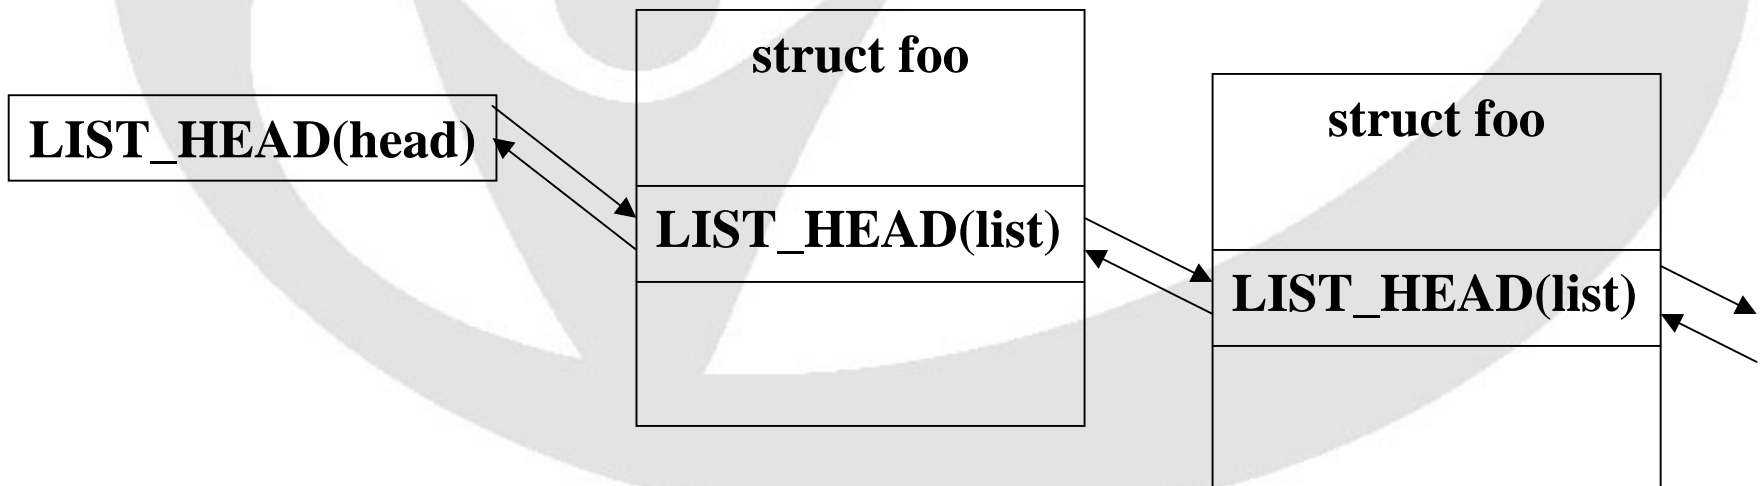 LIST_HEAD(head)
struct foo
LIST_HEAD(list)
struct foo
LIST_HEAD(list)